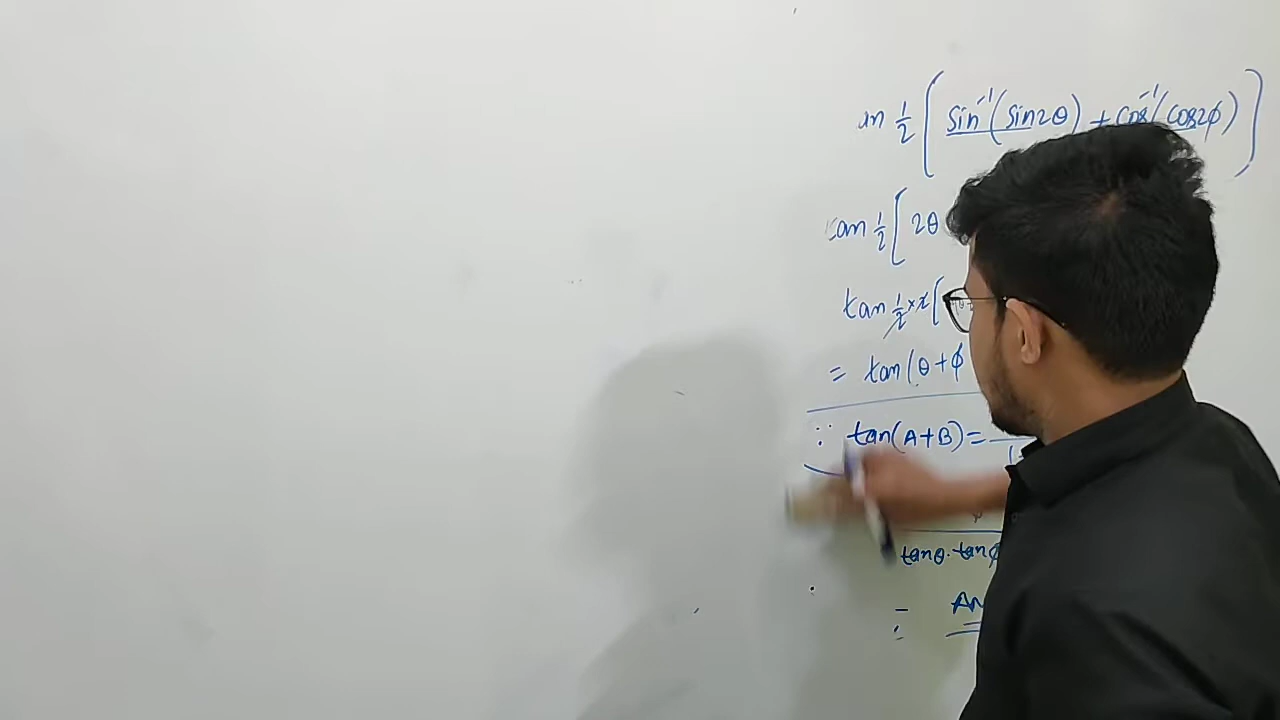 an 1/2 [ sin⁻¹(sin2θ) + cos⁻¹(cos2ϕ) ]
tan 1/2 [ 2θ
tan 1/2 × 2 [
= tan(θ+ϕ
∵ tan(A+B) =
tanθ · tanϕ
= An